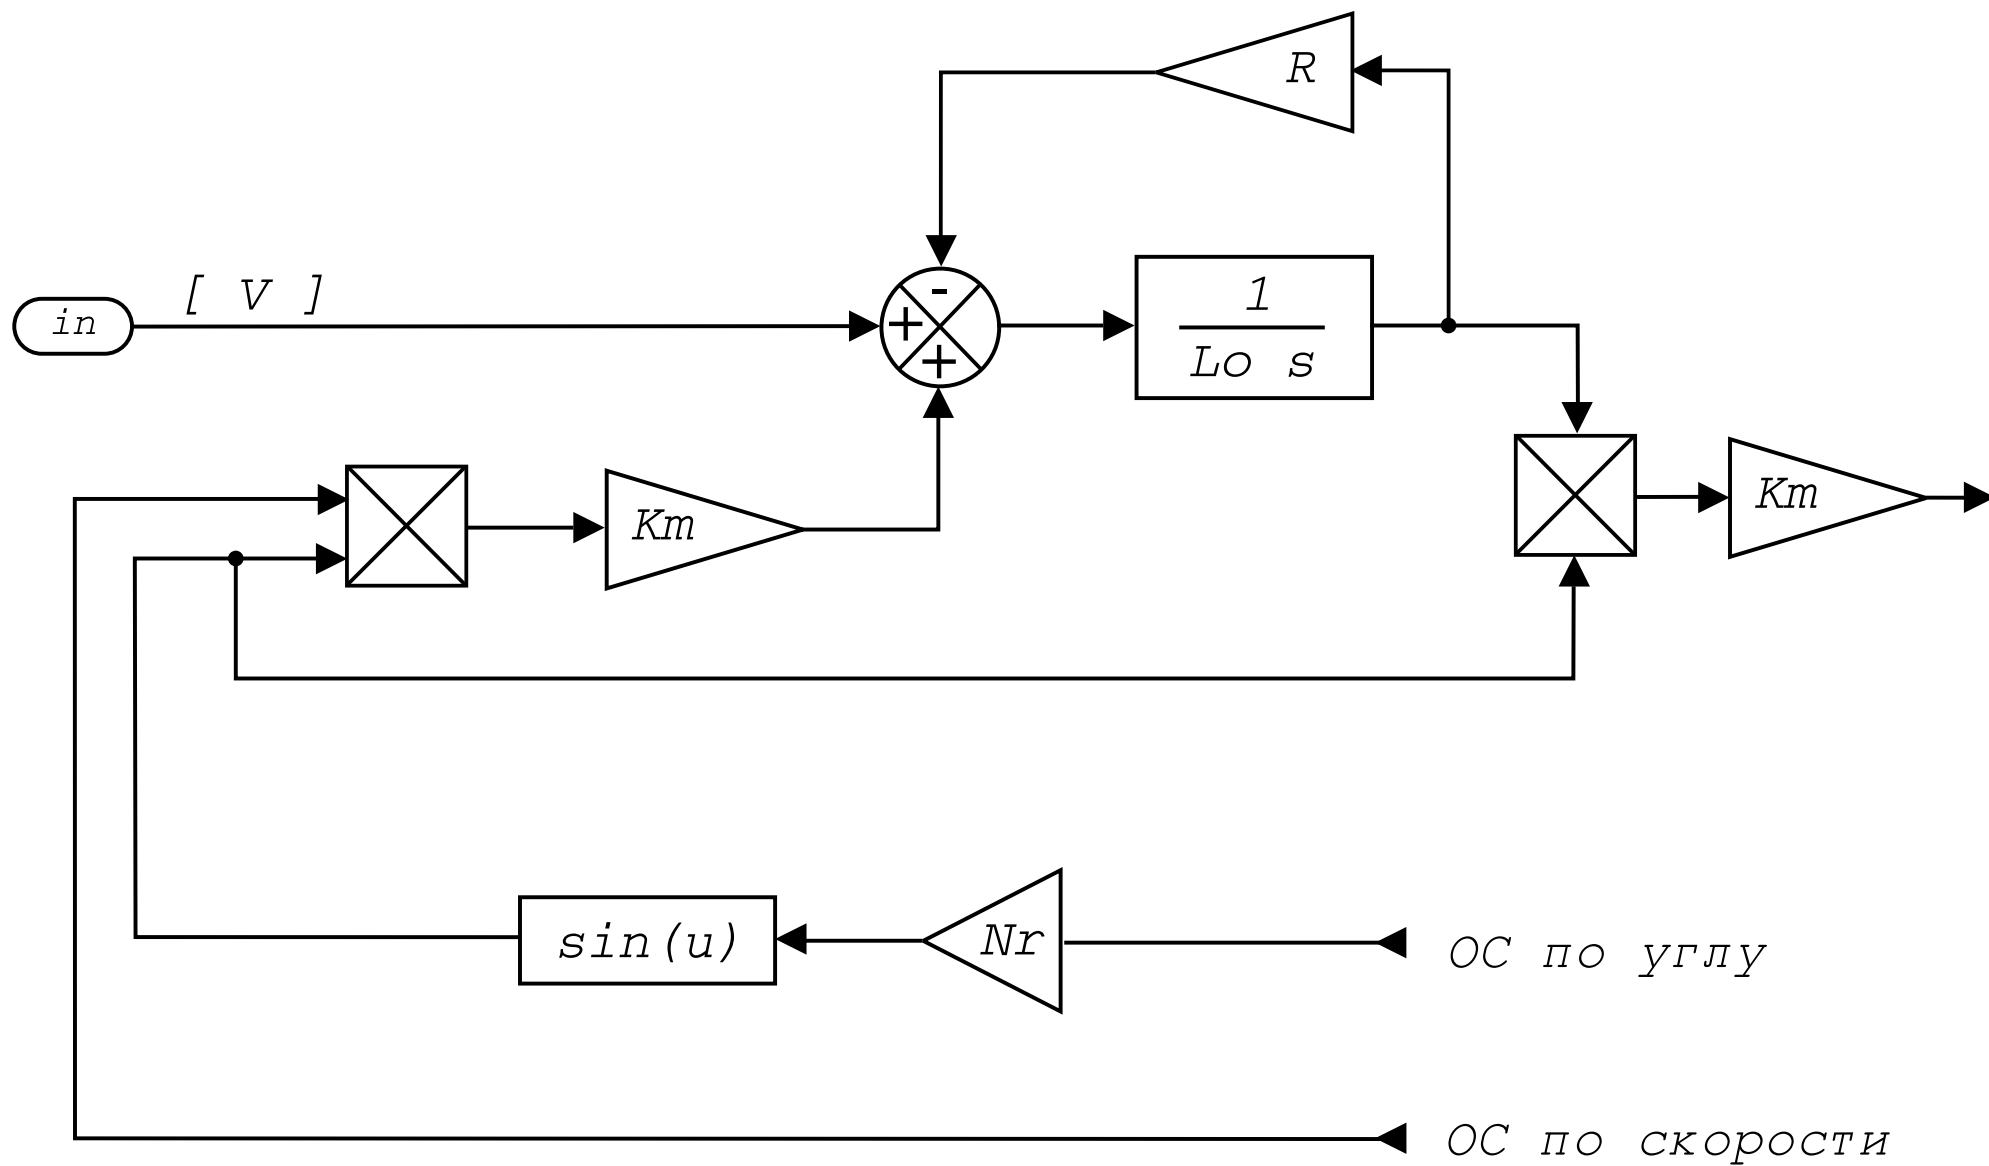 R
[ V ]
in
-
+
+
1
Lo s
Km
Km
sin(u)
Nr
ОС по углу
ОС по скорости